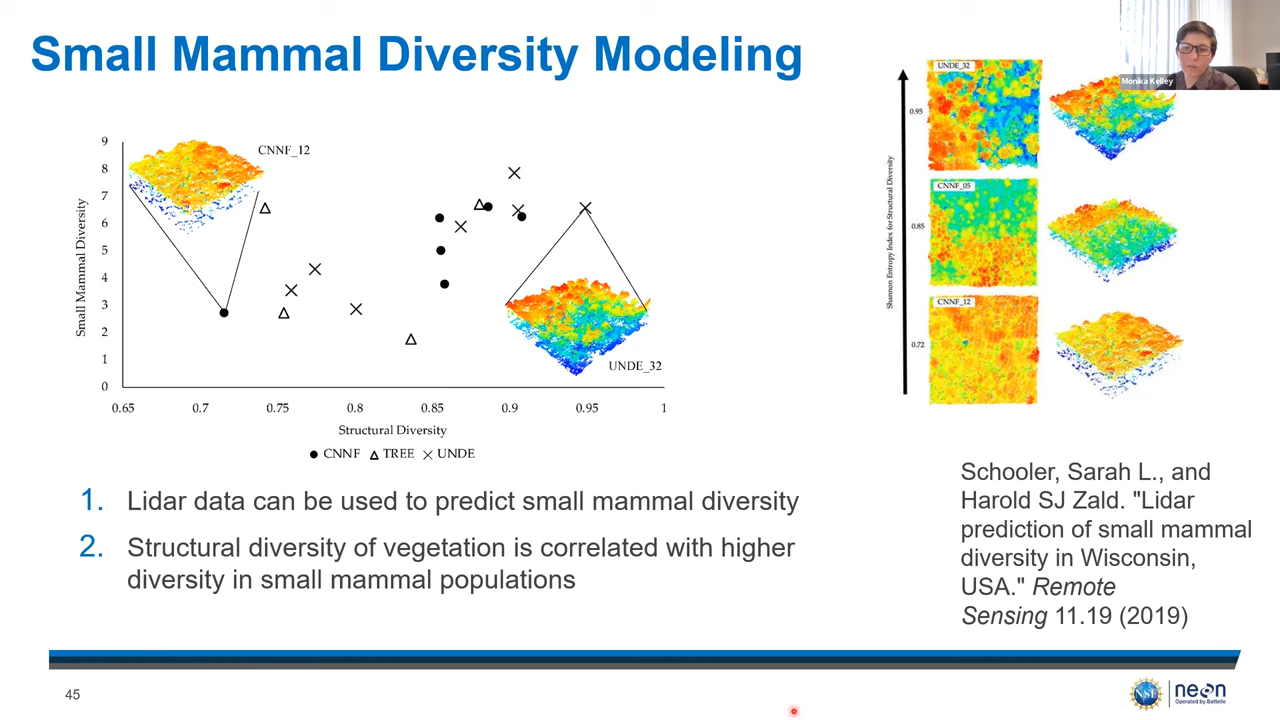 Small Mammal Diversity Modeling
Monika Kelley
9
8
7
6
5
4
3
2
1
0
Small Mammal Diversity
CNNF_12
UNDE_32
0.65 0.7 0.75 0.8 0.85 0.9 0.95 1
Structural Diversity
CNNF TREE UNDE
Shannon Entropy Index for Structural Diversity
0.95
0.85
0.72
UNDE_32
CNNF_05
CNNF_12
1. Lidar data can be used to predict small mammal diversity
2. Structural diversity of vegetation is correlated with higher
diversity in small mammal populations
Schooler, Sarah L., and
Harold SJ Zald. "Lidar
prediction of small mammal
diversity in Wisconsin,
USA." Remote
Sensing 11.19 (2019)
45
NSF
neon
Operated by Battelle